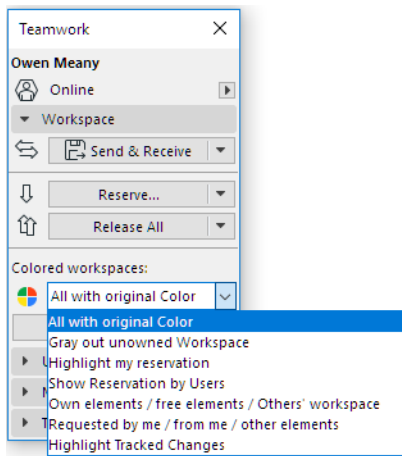 Teamwork
Owen Meany
Online
Workspace
Send & Receive
Reserve...
Release All
Colored workspaces:
All with original Color
All with original Color
Gray out unowned Workspace
Highlight my reservation
Show Reservation by Users
Own elements / free elements / Others' workspace
Requested by me / from me / other elements
Highlight Tracked Changes